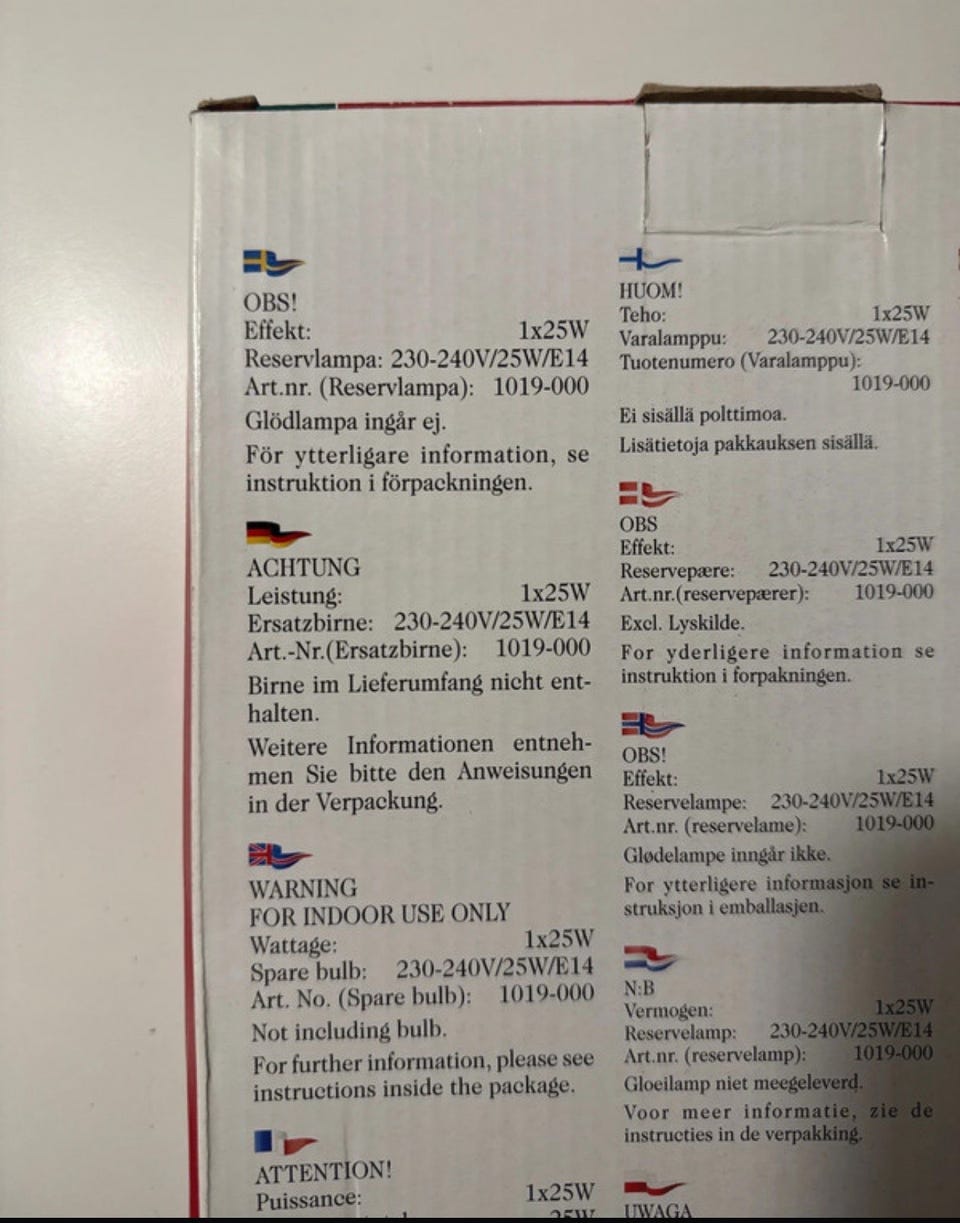 OBS!
Effekt: 1x25W
Reservlampa: 230-240V/25W/E14
Art.nr. (Reservlampa): 1019-000
Glödlampa ingår ej.
För ytterligare information, se
instruktion i förpackningen.
ACHTUNG
Leistung: 1x25W
Ersatzbirne: 230-240V/25W/E14
Art.-Nr.(Ersatzbirne): 1019-000
Birne im Lieferumfang nicht ent-
halten.
Weitere Informationen entneh-
men Sie bitte den Anweisungen
in der Verpackung.
WARNING
FOR INDOOR USE ONLY
Wattage: 1x25W
Spare bulb: 230-240V/25W/E14
Art. No. (Spare bulb): 1019-000
Not including bulb.
For further information, please see
instructions inside the package.
ATTENTION!
Puissance: 1x25W
HUOM!
Teho: 1x25W
Varalamppu: 230-240V/25W/E14
Tuotenumero (Varalamppu):
1019-000
Ei sisällä polttimoa.
Lisätietoja pakkauksen sisällä.
OBS
Effekt: 1x25W
Reservepære: 230-240V/25W/E14
Art.nr.(reservepærer): 1019-000
Excl. Lyskilde.
For yderligere information se
instruktion i forpakningen.
OBS!
Effekt: 1x25W
Reservelampe: 230-240V/25W/E14
Art.nr. (reservelame): 1019-000
Glødelampe inngår ikke.
For ytterligere informasjon se in-
struksjon i emballasjen.
N:B
Vermogen: 1x25W
Reservelamp: 230-240V/25W/E14
Art.nr. (reservelamp): 1019-000
Gloeilamp niet meegeleverd.
Voor meer informatie, zie de
instructies in de verpakking.
UWAGA